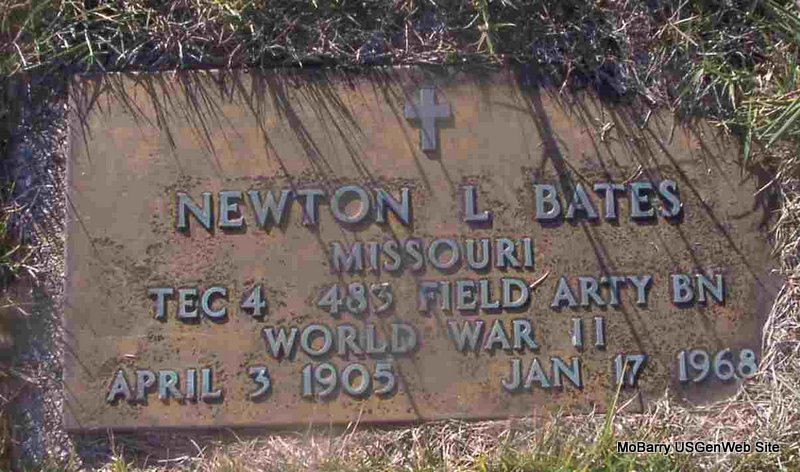 NEWTON L BATES
MISSOURI
TEC 4 483 FIELD ARTY BN
WORLD WAR II
APRIL 3 1905 JAN 17 1968
MoBarry USGenWeb Site